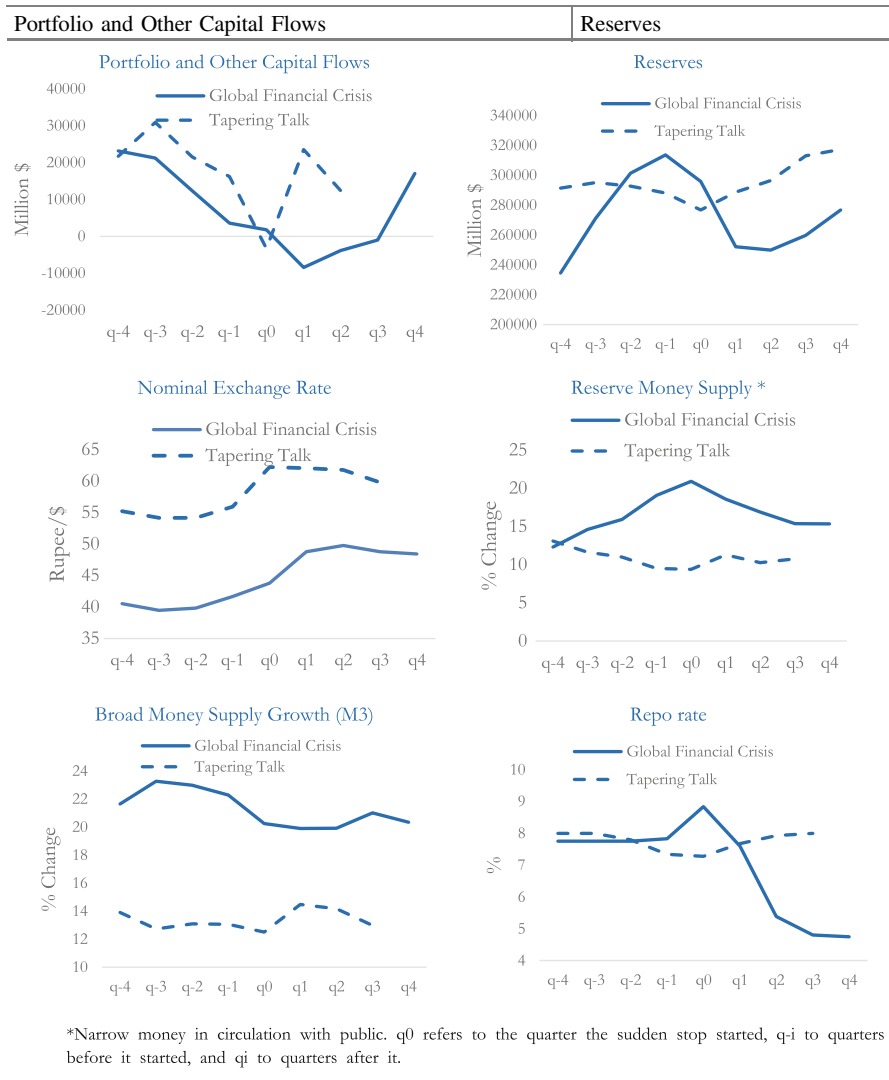 Portfolio and Other Capital Flows
Reserves
Portfolio and Other Capital Flows
Global Financial Crisis
Tapering Talk
Million $
40000
30000
20000
10000
0
-10000
-20000
q-4 q-3 q-2 q-1 q0 q1 q2 q3 q4
Reserves
Global Financial Crisis
Tapering Talk
Million $
340000
320000
300000
280000
260000
240000
220000
200000
q-4 q-3 q-2 q-1 q0 q1 q2 q3 q4
Nominal Exchange Rate
Global Financial Crisis
Tapering Talk
Rupee/$
65
60
55
50
45
40
35
q-4 q-3 q-2 q-1 q0 q1 q2 q3 q4
Reserve Money Supply *
Global Financial Crisis
Tapering Talk
% Change
25
20
15
10
5
0
q-4 q-3 q-2 q-1 q0 q1 q2 q3 q4
Broad Money Supply Growth (M3)
Global Financial Crisis
Tapering Talk
% Change
24
22
20
18
16
14
12
10
q-4 q-3 q-2 q-1 q0 q1 q2 q3 q4
Repo rate
Global Financial Crisis
Tapering Talk
%
10
9
8
7
6
5
4
q-4 q-3 q-2 q-1 q0 q1 q2 q3 q4
*Narrow money in circulation with public. q0 refers to the quarter the sudden stop started, q-i to quarters
before it started, and qi to quarters after it.